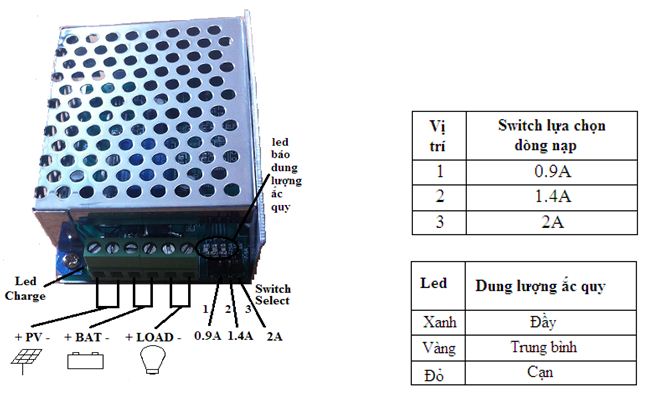 led
báo
dung
lượng
ắc
quy
Led
Charge
Switch
Select
1 2 3
+ PV - + BAT - + LOAD - 0.9A 1.4A 2A
Vị trí Switch lựa chọn dòng nạp
1 0.9A
2 1.4A
3 2A
Led Dung lượng ắc quy
Xanh Đầy
Vàng Trung bình
Đỏ Cạn